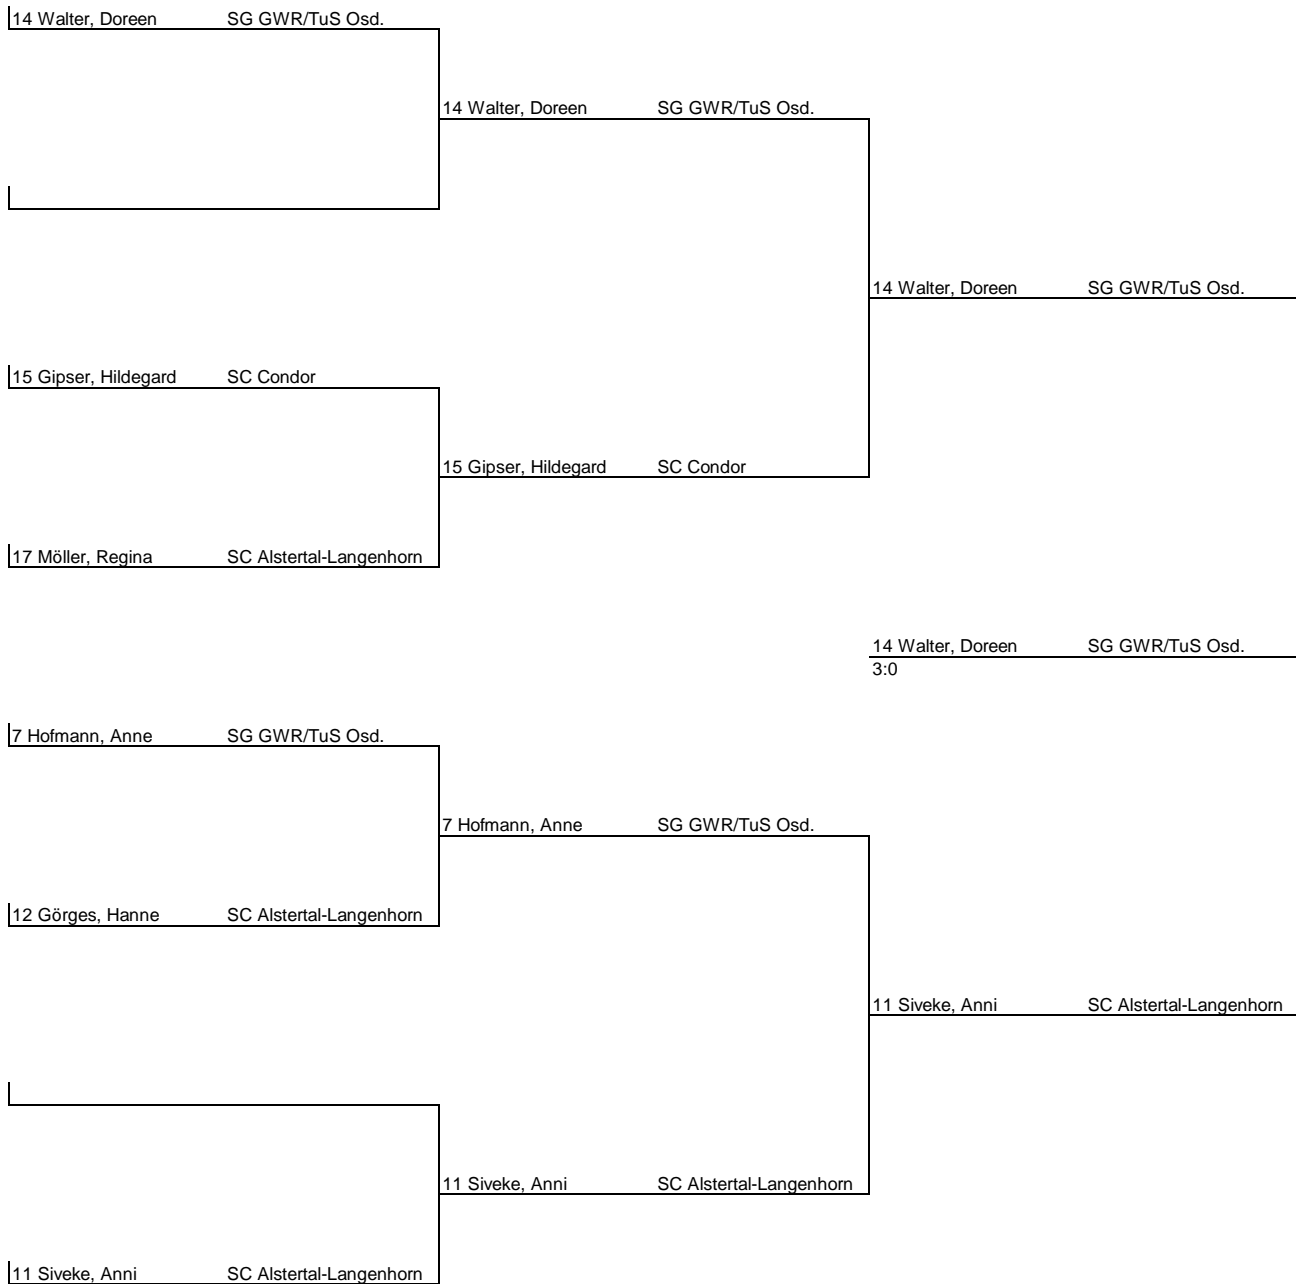 14 Walter, Doreen SG GWR/TuS Osd.
14 Walter, Doreen SG GWR/TuS Osd.
14 Walter, Doreen SG GWR/TuS Osd.
15 Gipser, Hildegard SC Condor
15 Gipser, Hildegard SC Condor
17 Möller, Regina SC Alstertal-Langenhorn
14 Walter, Doreen SG GWR/TuS Osd.
3:0
7 Hofmann, Anne SG GWR/TuS Osd.
7 Hofmann, Anne SG GWR/TuS Osd.
12 Görges, Hanne SC Alstertal-Langenhorn
11 Siveke, Anni SC Alstertal-Langenhorn
11 Siveke, Anni SC Alstertal-Langenhorn
11 Siveke, Anni SC Alstertal-Langenhorn